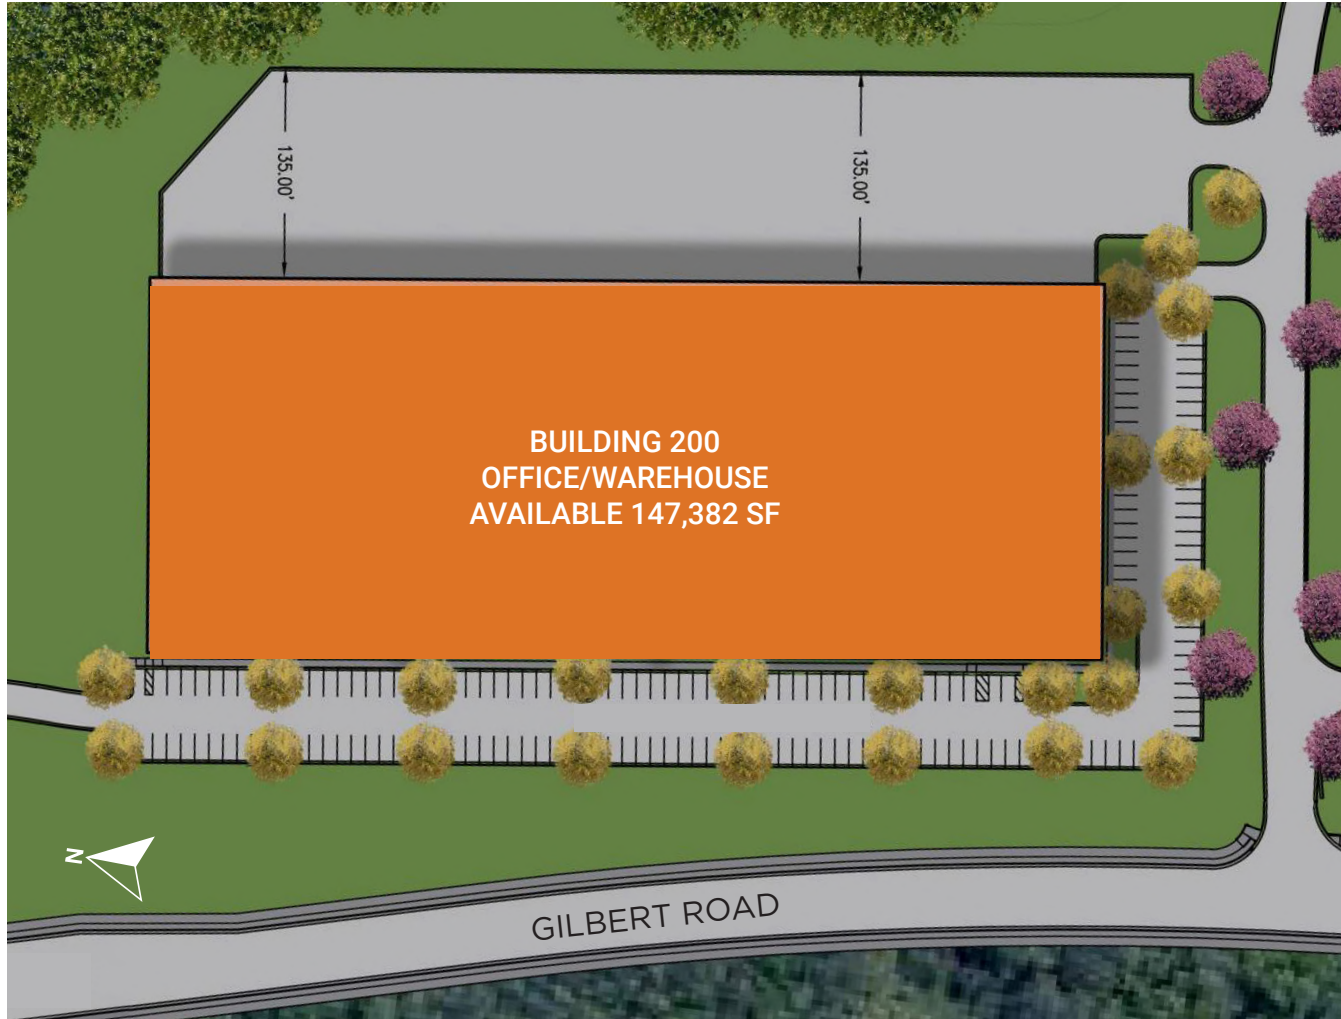 135.00'
135.00'
BUILDING 200
OFFICE/WAREHOUSE
AVAILABLE 147,382 SF
N
GILBERT ROAD